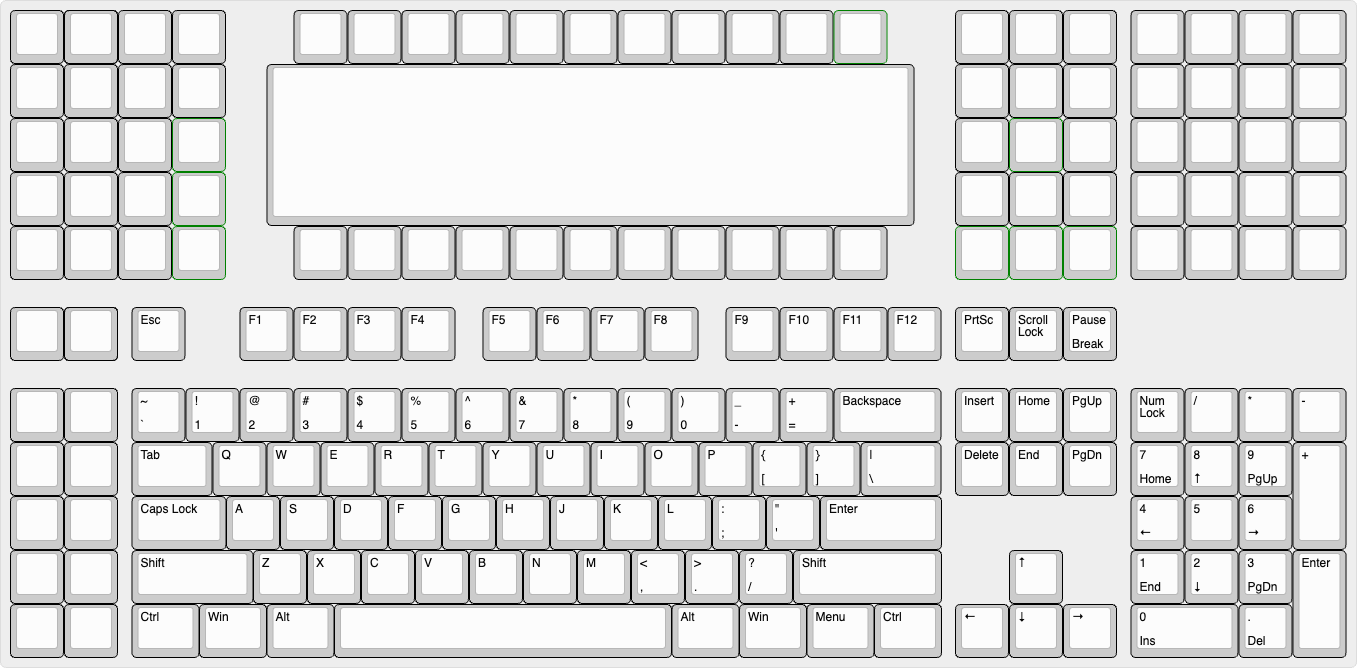 Esc F1 F2 F3 F4 F5 F6 F7 F8 F9 F10 F11 F12 PrtSc Scroll Pause
Lock
Break
~ ! @ # $ % ^ & * ( ) _ + Backspace Insert Home PgUp Num / * -
Lock
` 1 2 3 4 5 6 7 8 9 0 - =
Tab Q W E R T Y U I O P { } | Delete End PgDn 7 8 9 +
[ ] \ Home ↑ PgUp
Caps Lock A S D F G H J K L : " Enter 4 5 6
; ' ← →
Shift Z X C V B N M < > ? Shift ↑ 1 2 3 Enter
, . / End ↓ PgDn
Ctrl Win Alt Alt Win Menu Ctrl ← ↓ → 0 .
Ins Del